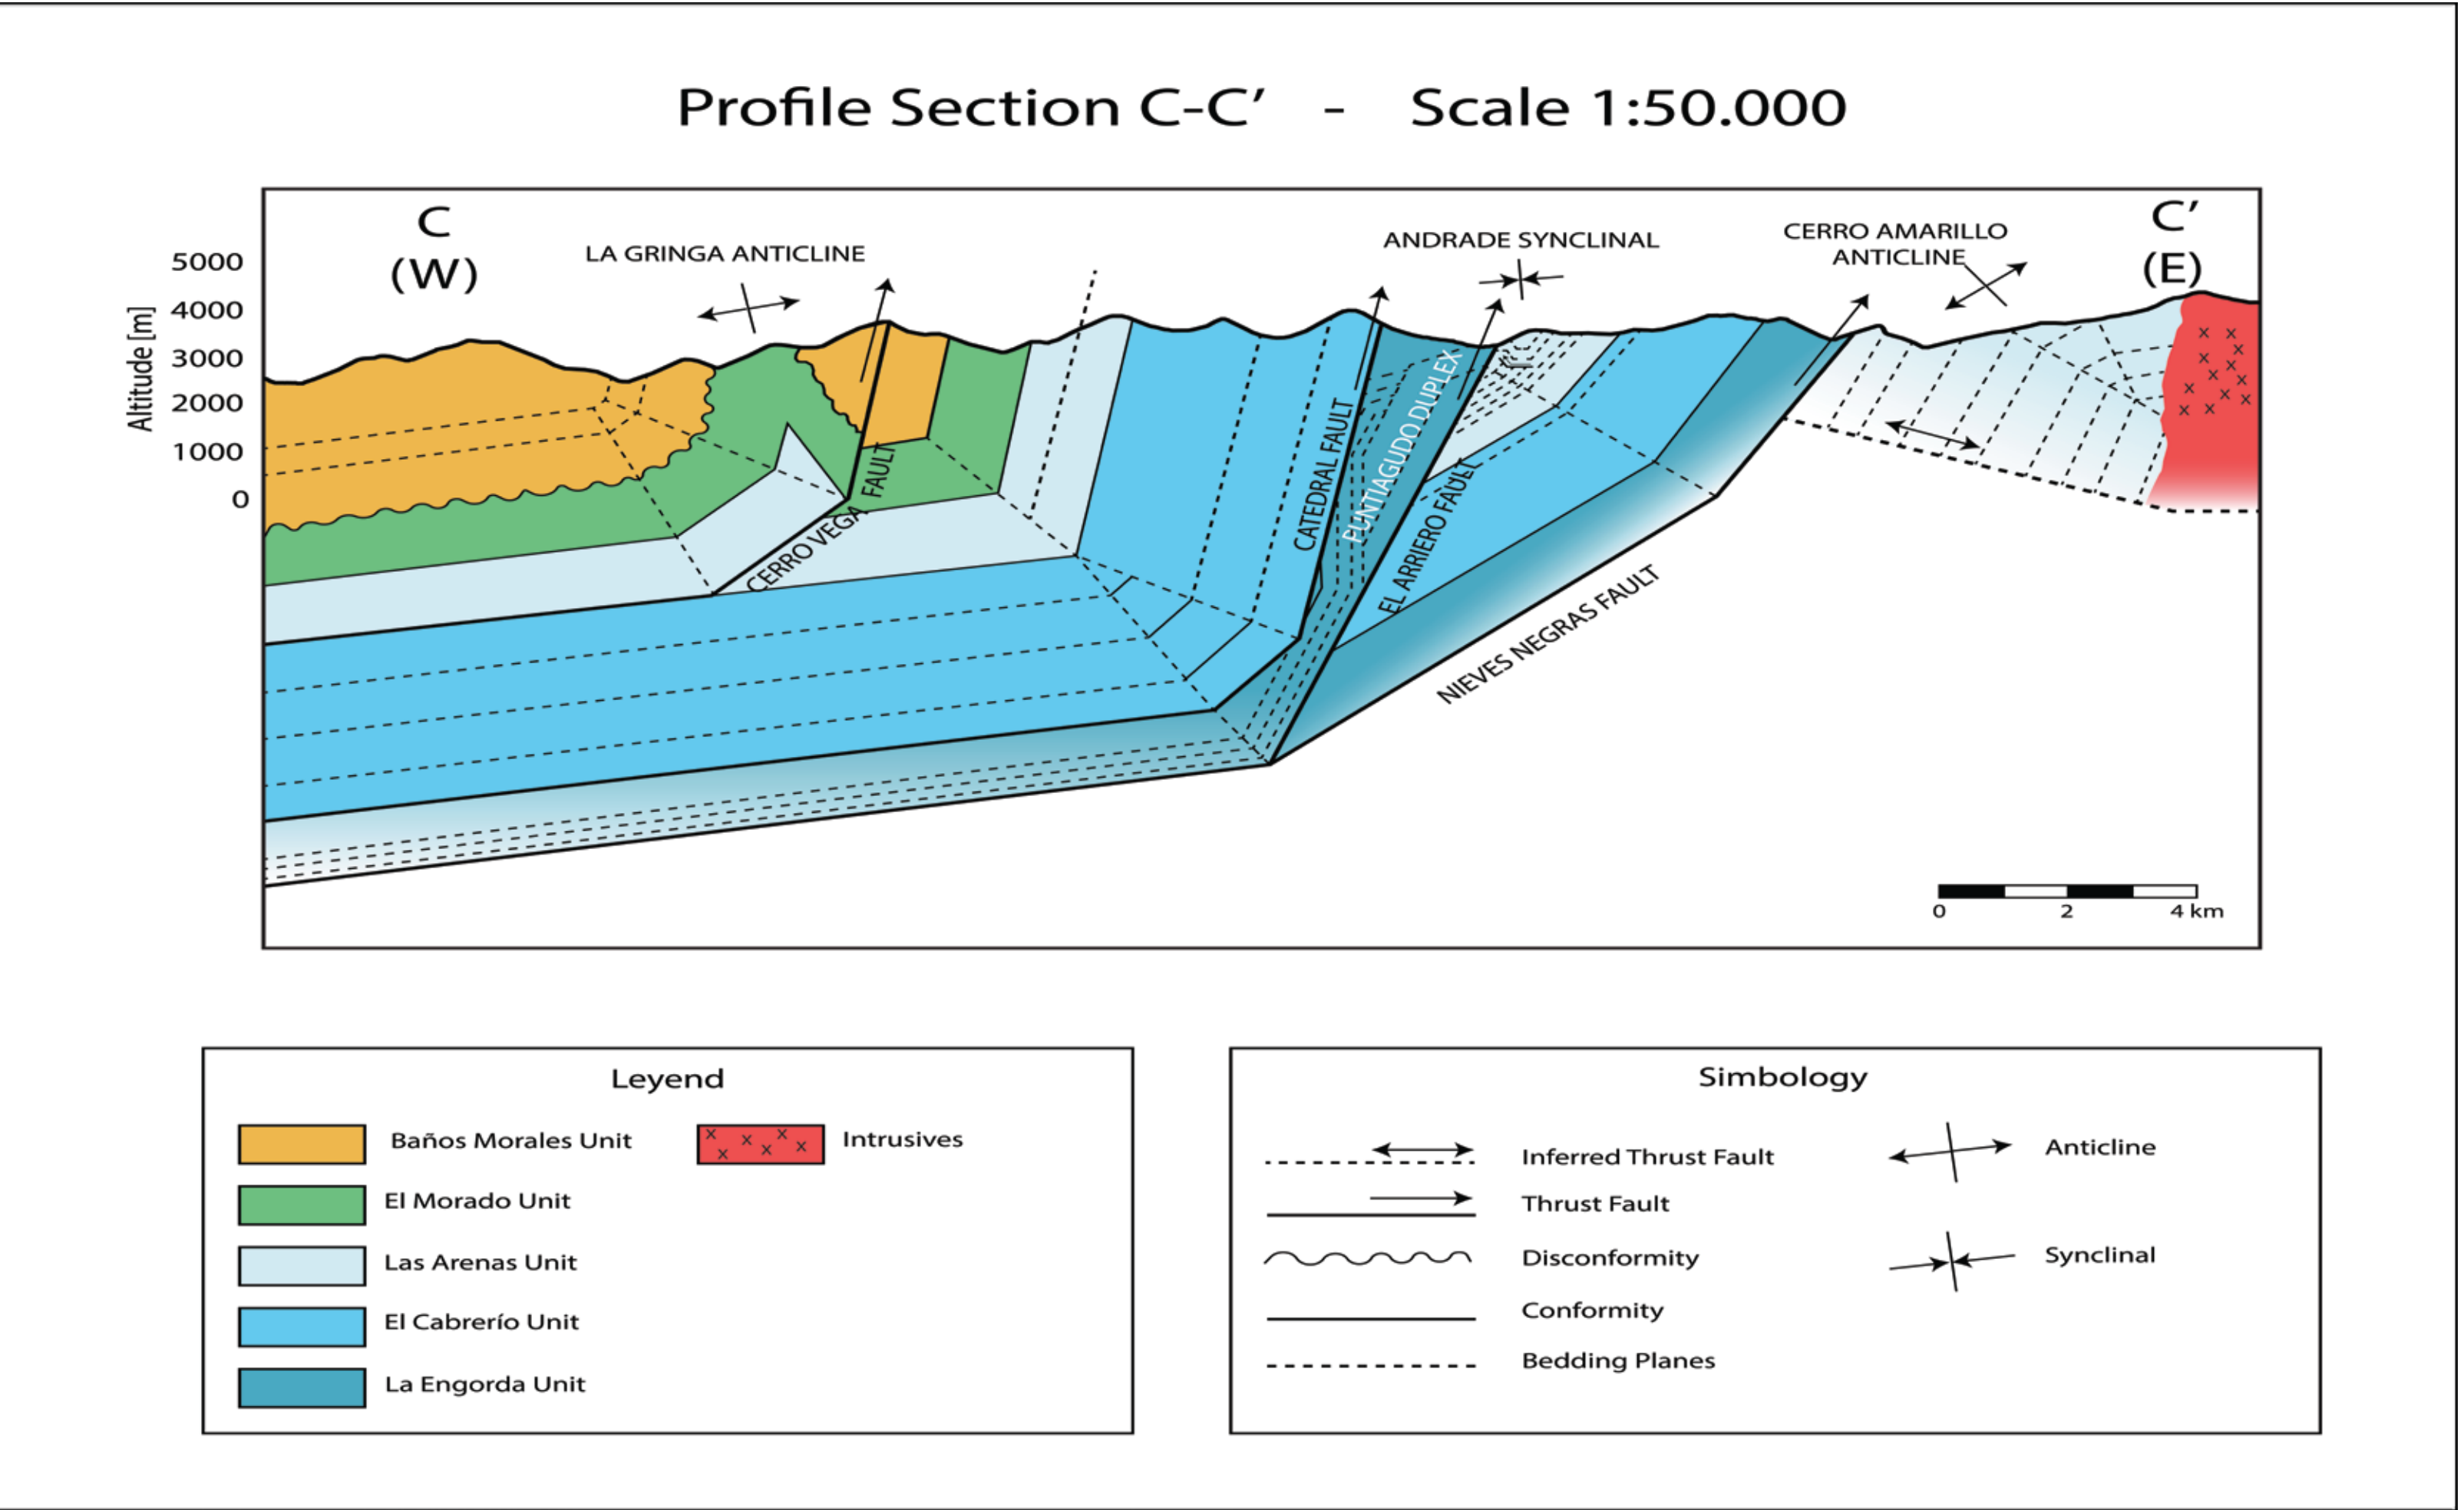 Profile Section C-C' - Scale 1:50.000
C
(W)
C'
(E)
LA GRINGA ANTICLINE
ANDRADE SYNCLINAL
CERRO AMARILLO
ANTICLINE
Altitude [m]
5000
4000
3000
2000
1000
0
CERRO VEGA FAULT
CATEDRAL FAULT
PUNTIAGUDO DUPLEX
EL ARRIERO FAULT
NIEVES NEGRAS FAULT
0 2 4 km
Leyend
Baños Morales Unit
Intrusives
El Morado Unit
Las Arenas Unit
El Cabrerío Unit
La Engorda Unit
Simbology
Inferred Thrust Fault
Anticline
Thrust Fault
Disconformity
Synclinal
Conformity
Bedding Planes